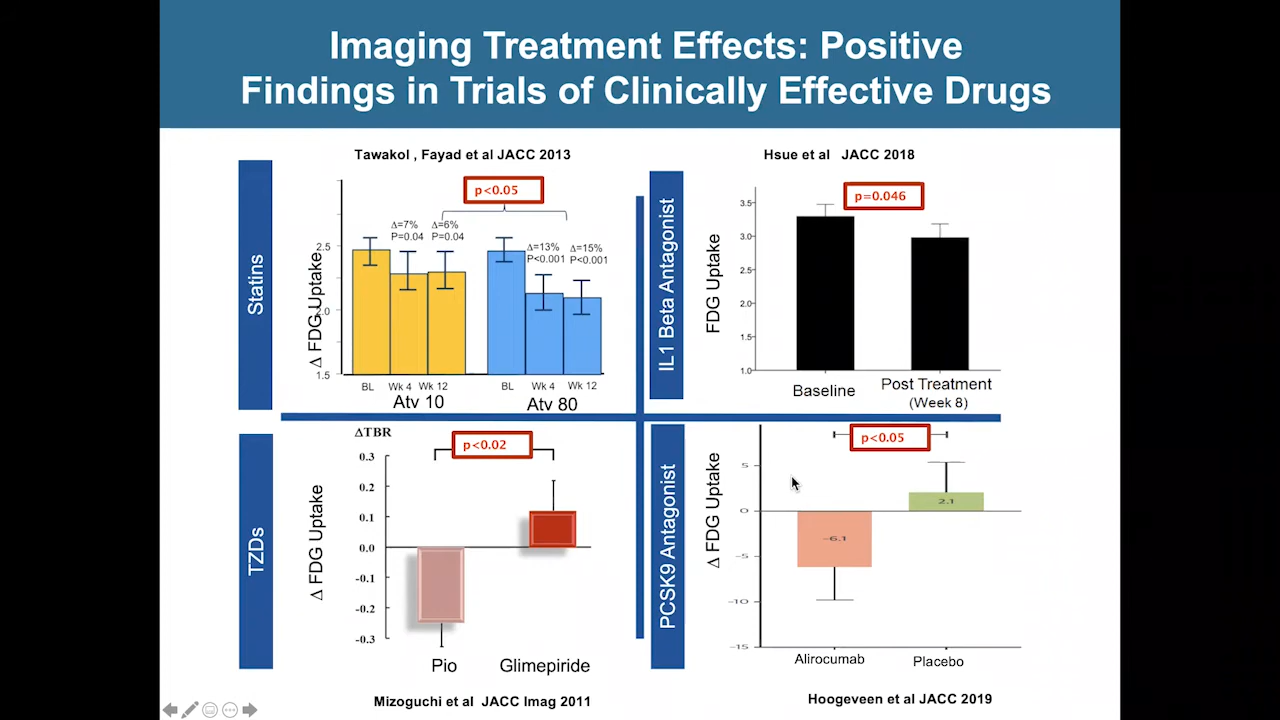 Imaging Treatment Effects: Positive
Findings in Trials of Clinically Effective Drugs
Tawakol , Fayad et al JACC 2013
Statins
Δ FDG Uptake
2.5
2.0
1.5
p<0.05
Δ=7%
P=0.04
Δ=6%
P=0.04
Δ=13%
P<0.001
Δ=15%
P<0.001
BL Wk 4 Wk 12
Atv 10
BL Wk 4 Wk 12
Atv 80
Hsue et al JACC 2018
IL1 Beta Antagonist
FDG Uptake
p=0.046
3.5
3.0
2.5
2.0
1.5
1.0
Baseline
Post Treatment
(Week 8)
TZDs
Δ FDG Uptake
ΔTBR
p<0.02
0.3
0.2
0.1
0.0
-0.1
-0.2
-0.3
Pio Glimepiride
Mizoguchi et al JACC Imag 2011
PCSK9 Antagonist
Δ FDG Uptake
p<0.05
5
0
-5
-10
-15
-6.1
2.1
Alirocumab Placebo
Hoogeveen et al JACC 2019